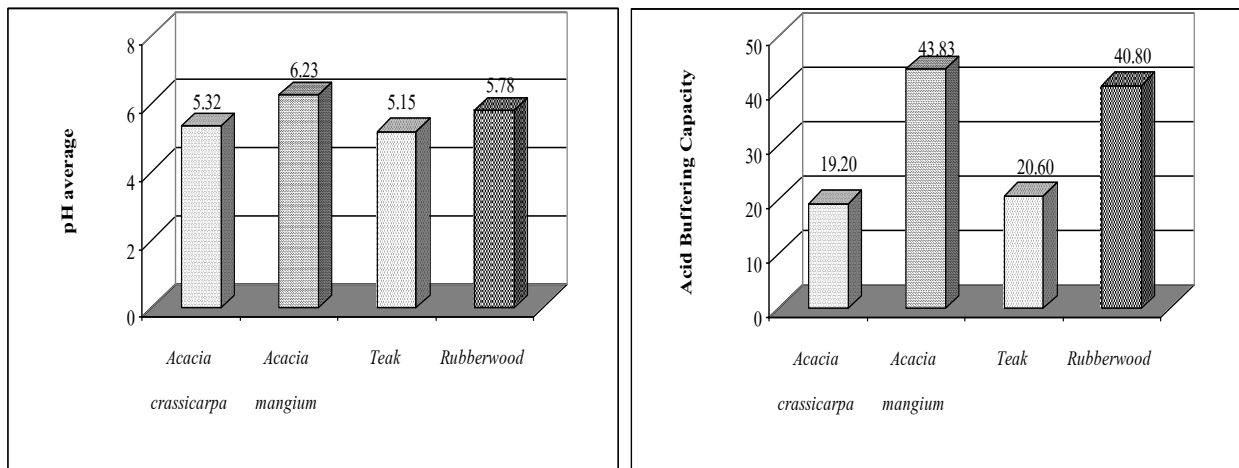 pH average
8
6
4
2
0
5.32
6.23
5.15
5.78
Acacia
crassicarpa
Acacia
mangium
Teak
Rubberwood
Acid Buffering Capacity
50
40
30
20
10
0
19.20
43.83
20.60
40.80
Acacia
crassicarpa
Acacia
mangium
Teak
Rubberwood